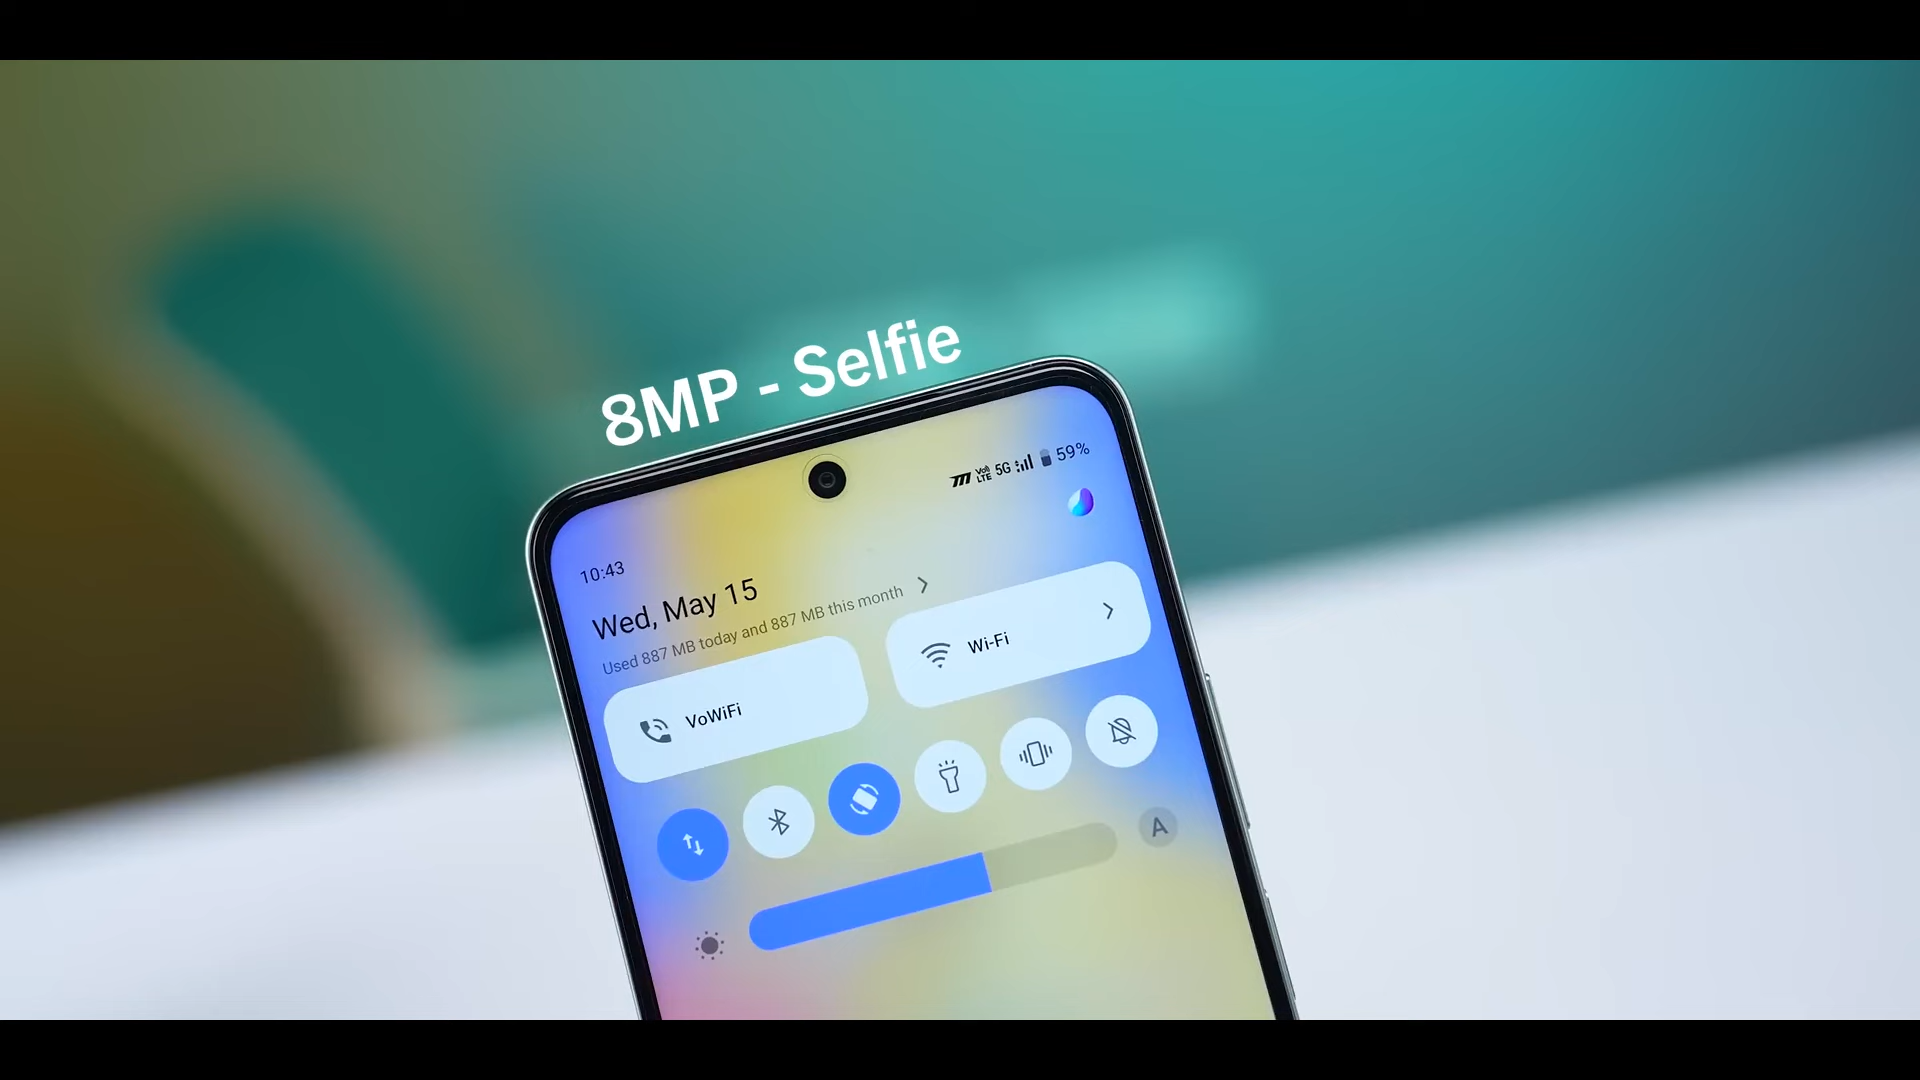 8MP - Selfie
VoLTE 5G 59%
10:43
Wed, May 15
Used 887 MB today and 887 MB this month
VoWiFi
Wi-Fi
A